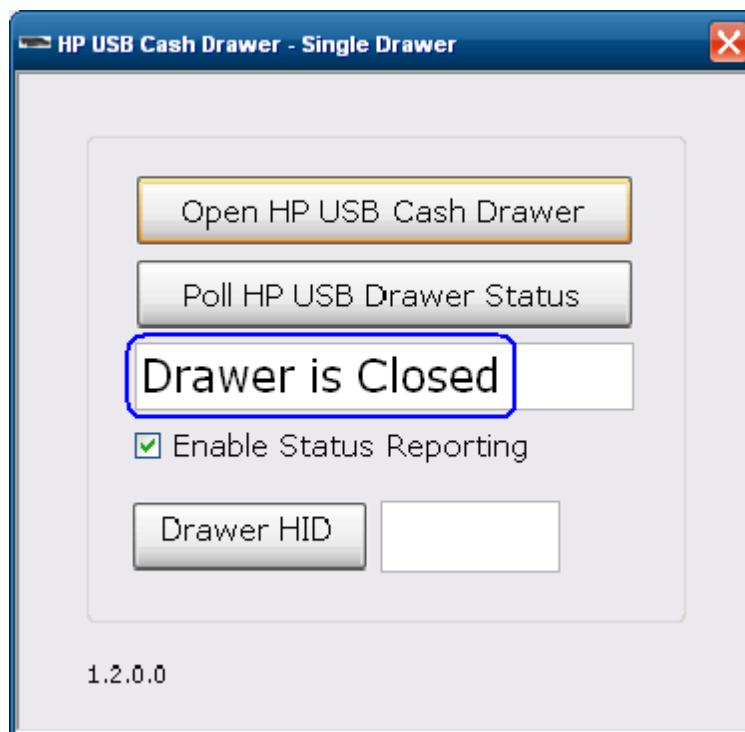 HP USB Cash Drawer - Single Drawer
Open HP USB Cash Drawer
Poll HP USB Drawer Status
Drawer is Closed
Enable Status Reporting
Drawer HID
1.2.0.0